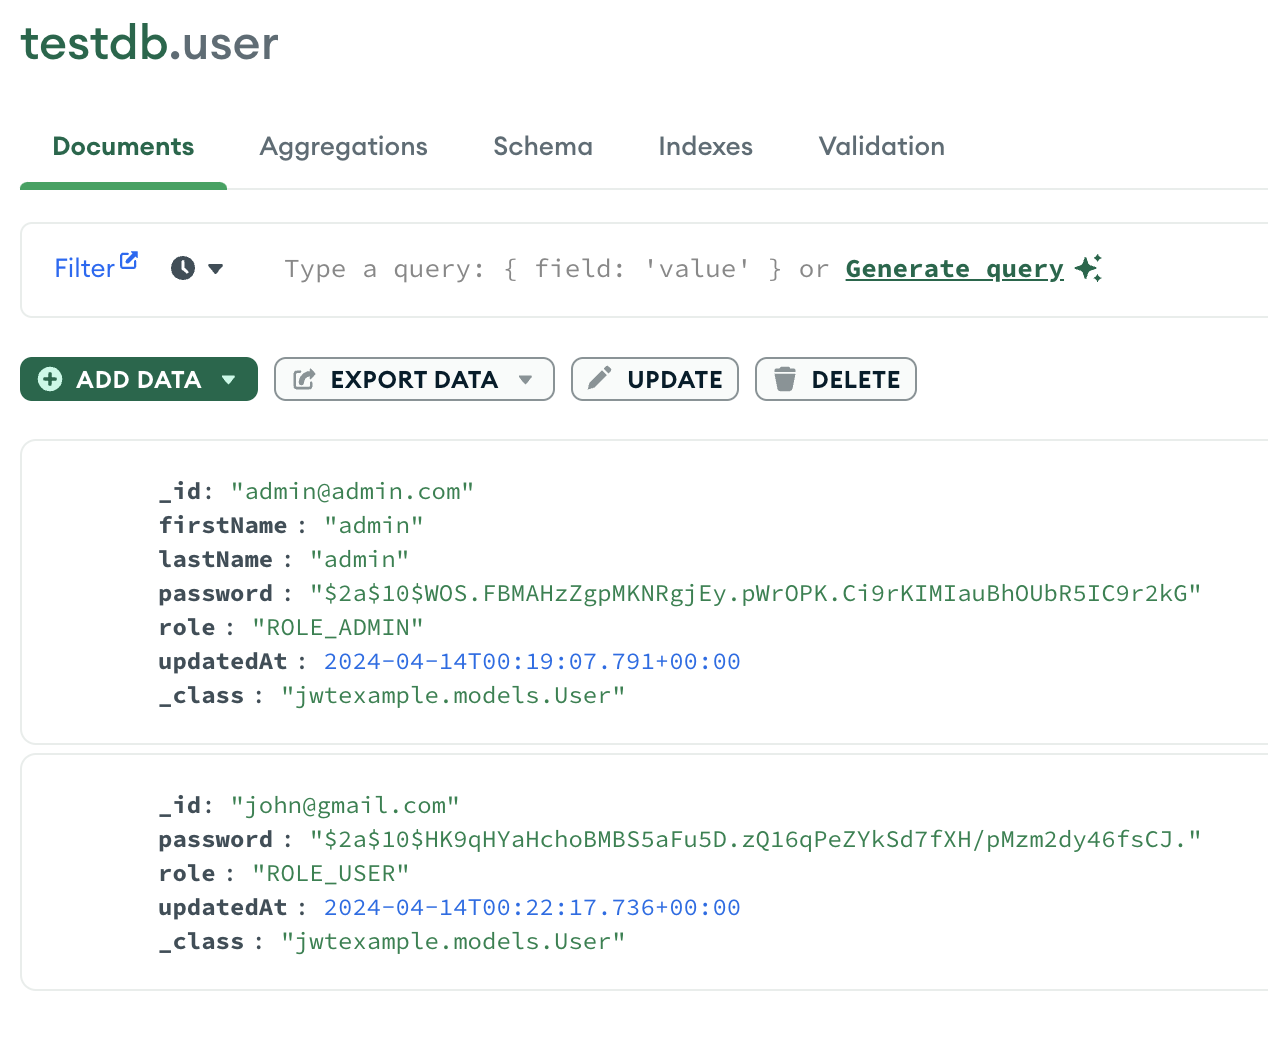 testdb.user
Documents Aggregations Schema Indexes Validation
Filter Type a query: { field: 'value' } or Generate query
ADD DATA EXPORT DATA UPDATE DELETE
_id: "admin@admin.com"
firstName : "admin"
lastName : "admin"
password : "$2a$10$WOS.FBMAHzZgpMKNRgjEy.pWrOPK.Ci9rKIMIauBhOUbR5IC9r2kG"
role : "ROLE_ADMIN"
updatedAt : 2024-04-14T00:19:07.791+00:00
_class : "jwtexample.models.User"
_id: "john@gmail.com"
password : "$2a$10$HK9qHYaHchoBMBS5aFu5D.zQ16qPeZYkSd7fXH/pMzm2dy46fsCJ."
role : "ROLE_USER"
updatedAt : 2024-04-14T00:22:17.736+00:00
_class : "jwtexample.models.User"